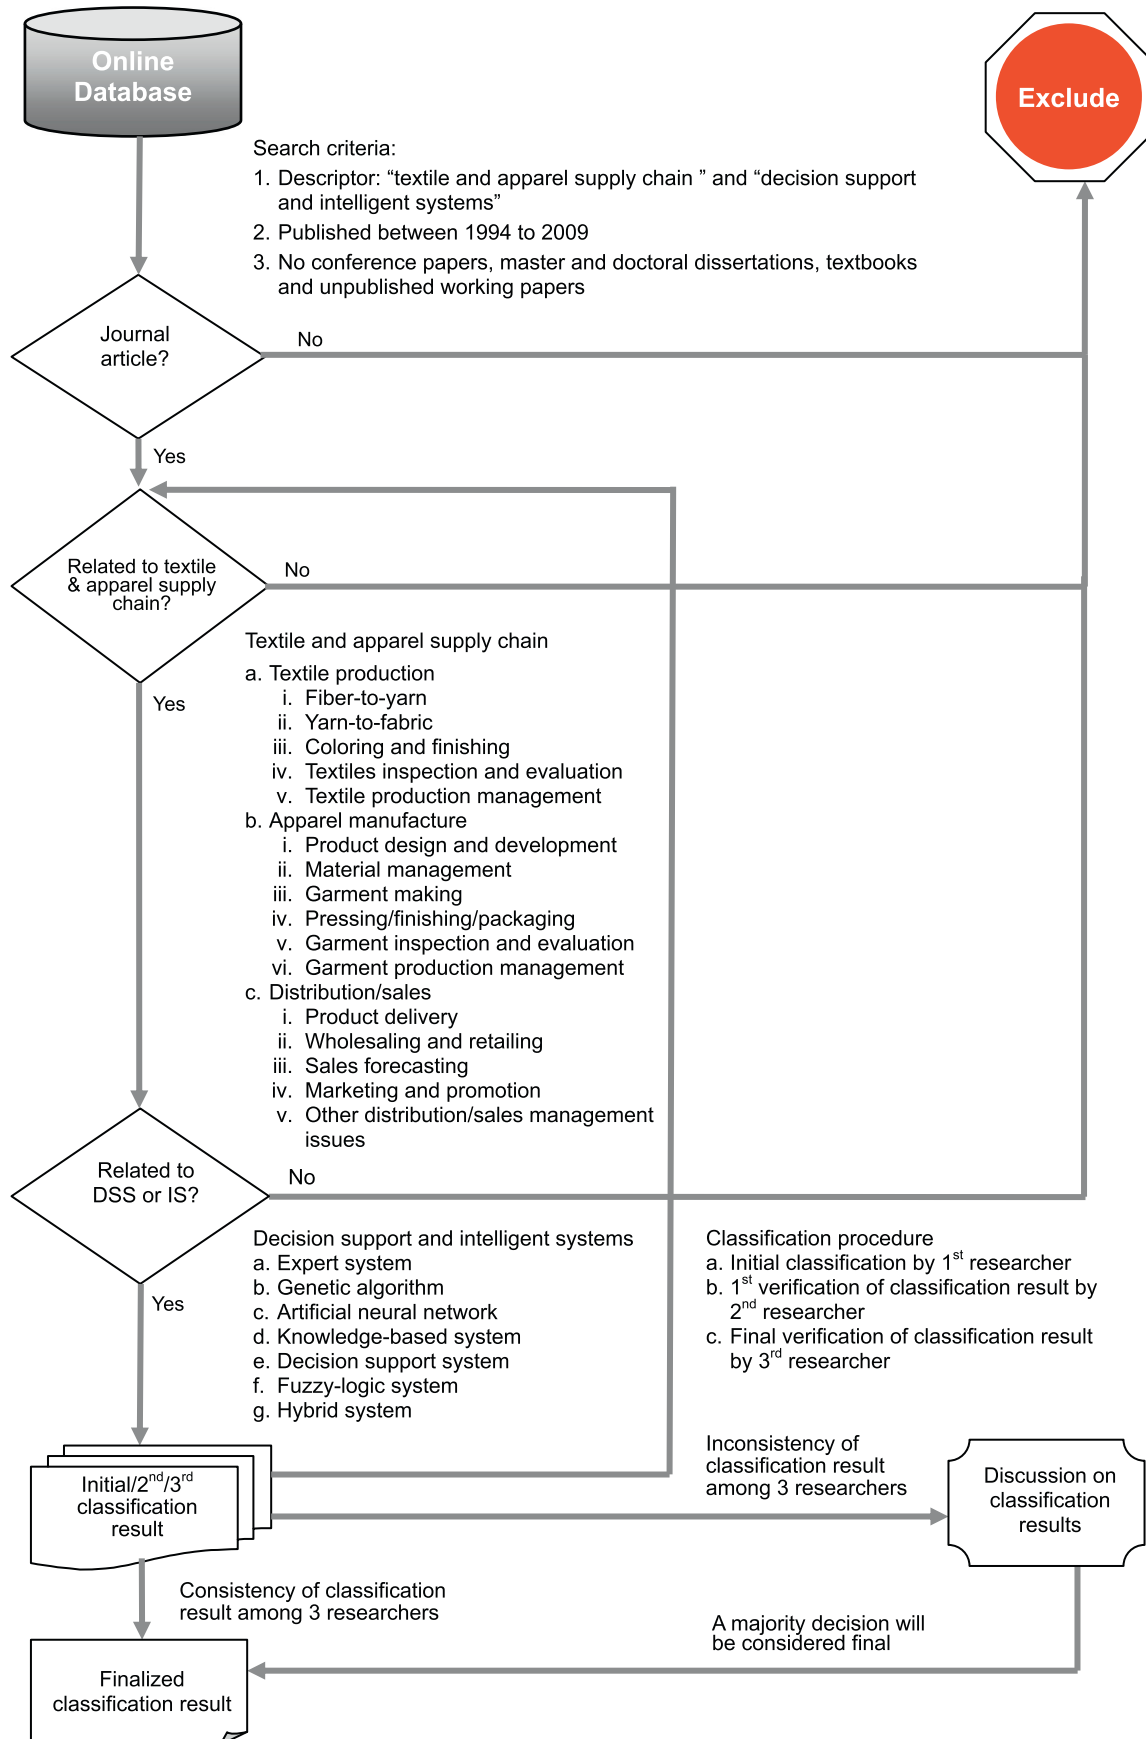 Online
Database
Exclude
Search criteria:
1. Descriptor: “textile and apparel supply chain ” and “decision support
and intelligent systems”
2. Published between 1994 to 2009
3. No conference papers, master and doctoral dissertations, textbooks
and unpublished working papers
Journal
article?
No
Yes
Related to textile
& apparel supply
chain?
No
Yes
Textile and apparel supply chain
a. Textile production
i. Fiber-to-yarn
ii. Yarn-to-fabric
iii. Coloring and finishing
iv. Textiles inspection and evaluation
v. Textile production management
b. Apparel manufacture
i. Product design and development
ii. Material management
iii. Garment making
iv. Pressing/finishing/packaging
v. Garment inspection and evaluation
vi. Garment production management
c. Distribution/sales
i. Product delivery
ii. Wholesaling and retailing
iii. Sales forecasting
iv. Marketing and promotion
v. Other distribution/sales management
issues
Related to
DSS or IS?
No
Yes
Decision support and intelligent systems
a. Expert system
b. Genetic algorithm
c. Artificial neural network
d. Knowledge-based system
e. Decision support system
f. Fuzzy-logic system
g. Hybrid system
Classification procedure
a. Initial classification by 1st researcher
b. 1st verification of classification result by
2nd researcher
c. Final verification of classification result
by 3rd researcher
Initial/2nd/3rd
classification
result
Inconsistency of
classification result
among 3 researchers
Discussion on
classification
results
Consistency of classification
result among 3 researchers
A majority decision will
be considered final
Finalized
classification result